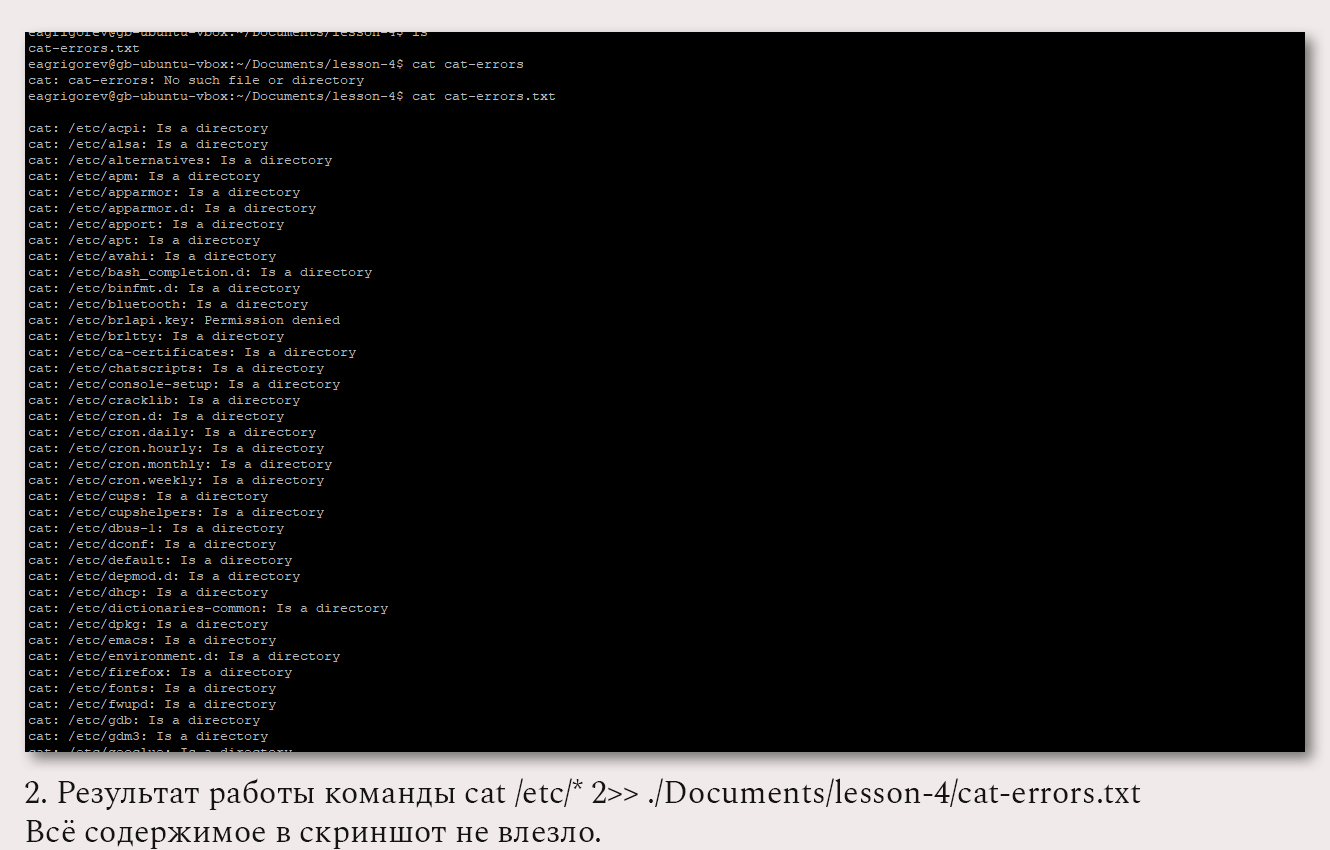 eagrigorev@gb-ubuntu-vbox:~/Documents/lesson-4$ ls
cat-errors.txt
eagrigorev@gb-ubuntu-vbox:~/Documents/lesson-4$ cat cat-errors
cat: cat-errors: No such file or directory
eagrigorev@gb-ubuntu-vbox:~/Documents/lesson-4$ cat cat-errors.txt
cat: /etc/acpi: Is a directory
cat: /etc/alsa: Is a directory
cat: /etc/alternatives: Is a directory
cat: /etc/apm: Is a directory
cat: /etc/apparmor: Is a directory
cat: /etc/apparmor.d: Is a directory
cat: /etc/apport: Is a directory
cat: /etc/apt: Is a directory
cat: /etc/avahi: Is a directory
cat: /etc/bash_completion.d: Is a directory
cat: /etc/binfmt.d: Is a directory
cat: /etc/bluetooth: Is a directory
cat: /etc/brlapi.key: Permission denied
cat: /etc/brltty: Is a directory
cat: /etc/ca-certificates: Is a directory
cat: /etc/chatscripts: Is a directory
cat: /etc/console-setup: Is a directory
cat: /etc/cracklib: Is a directory
cat: /etc/cron.d: Is a directory
cat: /etc/cron.daily: Is a directory
cat: /etc/cron.hourly: Is a directory
cat: /etc/cron.monthly: Is a directory
cat: /etc/cron.weekly: Is a directory
cat: /etc/cups: Is a directory
cat: /etc/cupshelpers: Is a directory
cat: /etc/dbus-1: Is a directory
cat: /etc/dconf: Is a directory
cat: /etc/default: Is a directory
cat: /etc/depmod.d: Is a directory
cat: /etc/dhcp: Is a directory
cat: /etc/dictionaries-common: Is a directory
cat: /etc/dpkg: Is a directory
cat: /etc/emacs: Is a directory
cat: /etc/environment.d: Is a directory
cat: /etc/firefox: Is a directory
cat: /etc/fonts: Is a directory
cat: /etc/fwupd: Is a directory
cat: /etc/gdb: Is a directory
cat: /etc/gdm3: Is a directory
cat: /etc/geoclue: Is a directory
2. Результат работы команды cat /etc/* 2>> ./Documents/lesson-4/cat-errors.txt
Всё содержимое в скриншот не влезло.